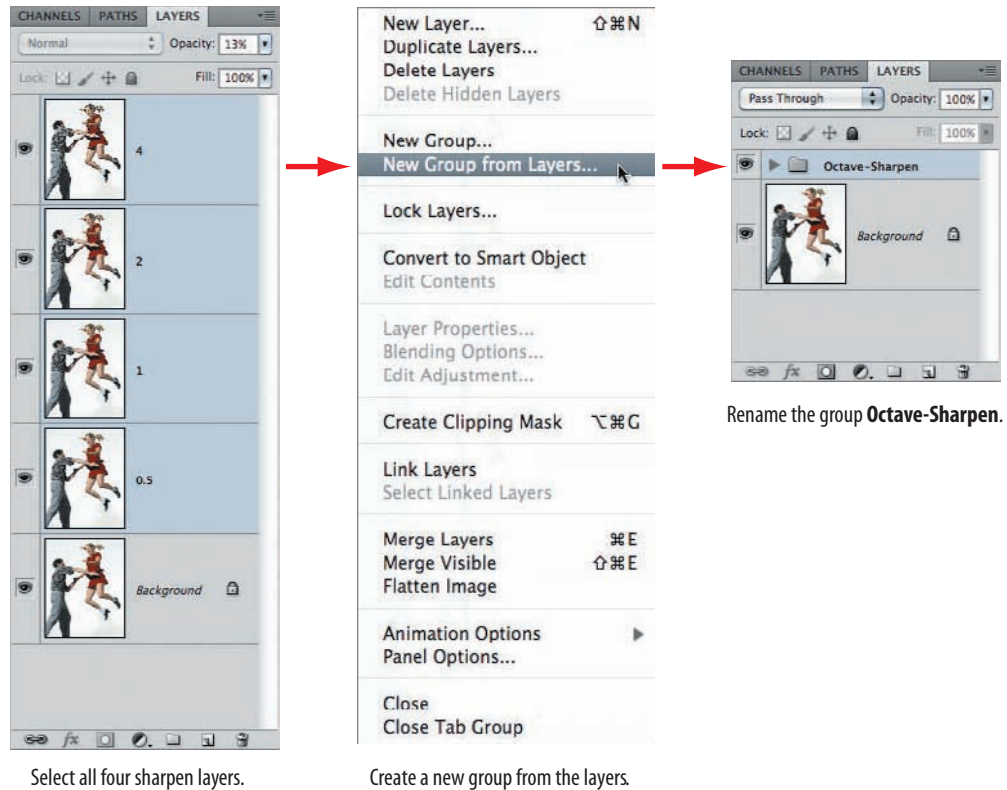 CHANNELS PATHS LAYERS
Normal Opacity: 13%
Lock: Fill: 100%
4
2
1
0.5
Background
fx
Select all four sharpen layers.
New Layer... ⇧⌘N
Duplicate Layers...
Delete Layers
Delete Hidden Layers
New Group...
New Group from Layers...
Lock Layers...
Convert to Smart Object
Edit Contents
Layer Properties...
Blending Options...
Edit Adjustment...
Create Clipping Mask ⌥⌘G
Link Layers
Select Linked Layers
Merge Layers ⌘E
Merge Visible ⇧⌘E
Flatten Image
Animation Options
Panel Options...
Close
Close Tab Group
Create a new group from the layers.
CHANNELS PATHS LAYERS
Pass Through Opacity: 100%
Lock: Fill: 100%
Octave-Sharpen
Background
fx
Rename the group Octave-Sharpen.